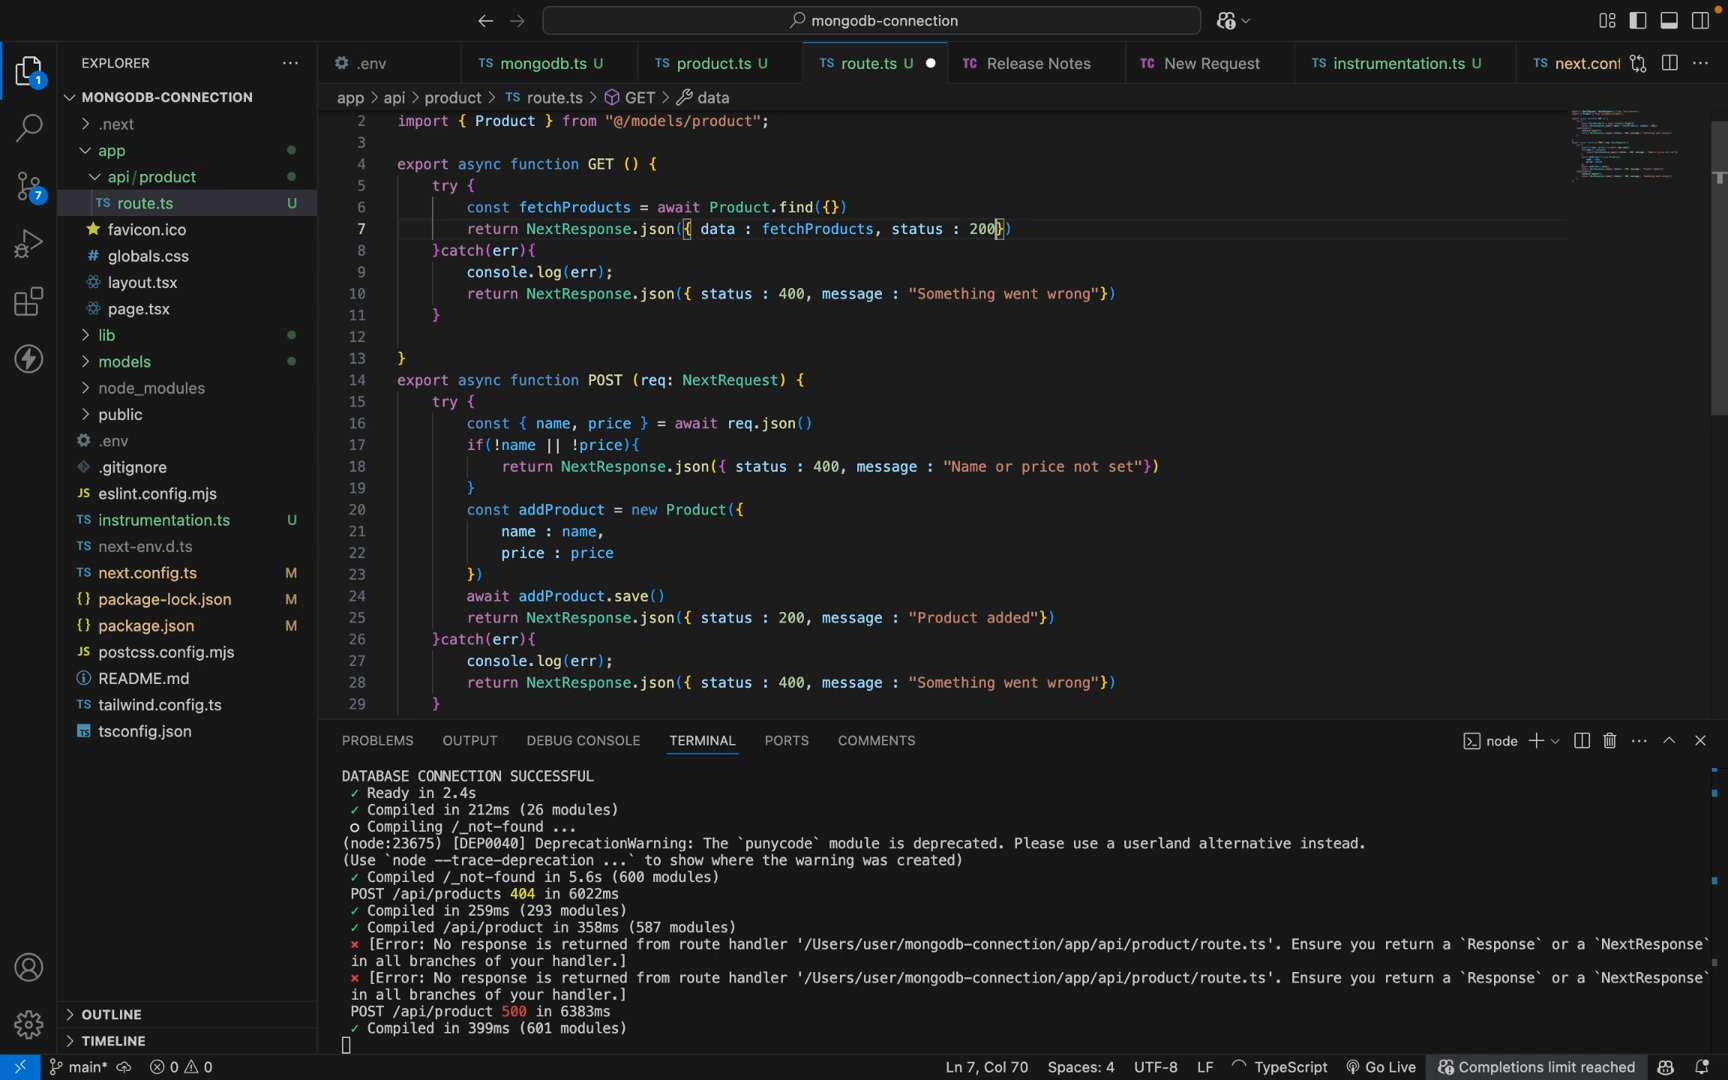 mongodb-connection
EXPLORER
MONGODB-CONNECTION
.next
app
api/product
TS route.ts U
favicon.ico
# globals.css
layout.tsx
page.tsx
lib
models
node_modules
public
.env
.gitignore
JS eslint.config.mjs
TS instrumentation.ts U
TS next-env.d.ts
TS next.config.ts M
{} package-lock.json M
{} package.json M
JS postcss.config.mjs
README.md
TS tailwind.config.ts
TS tsconfig.json
OUTLINE
TIMELINE
1
7
.env
TS mongodb.ts U
TS product.ts U
TS route.ts U
TC Release Notes
TC New Request
TS instrumentation.ts U
TS next.conf
app > api > product > TS route.ts > GET > data
2 import { Product } from "@/models/product";
3
4 export async function GET () {
5 try {
6 const fetchProducts = await Product.find({})
7 return NextResponse.json({ data : fetchProducts, status : 200})
8 }catch(err){
9 console.log(err);
10 return NextResponse.json({ status : 400, message : "Something went wrong"})
11 }
12
13 }
14 export async function POST (req: NextRequest) {
15 try {
16 const { name, price } = await req.json()
17 if(!name || !price){
18 return NextResponse.json({ status : 400, message : "Name or price not set"})
19 }
20 const addProduct = new Product({
21 name : name,
22 price : price
23 })
24 await addProduct.save()
25 return NextResponse.json({ status : 200, message : "Product added"})
26 }catch(err){
27 console.log(err);
28 return NextResponse.json({ status : 400, message : "Something went wrong"})
29 }
PROBLEMS OUTPUT DEBUG CONSOLE TERMINAL PORTS COMMENTS
node
DATABASE CONNECTION SUCCESSFUL
✓ Ready in 2.4s
✓ Compiled in 212ms (26 modules)
○ Compiling /_not-found ...
(node:23675) [DEP0040] DeprecationWarning: The `punycode` module is deprecated. Please use a userland alternative instead.
(Use `node --trace-deprecation ...` to show where the warning was created)
✓ Compiled /_not-found in 5.6s (600 modules)
POST /api/products 404 in 6022ms
✓ Compiled in 259ms (293 modules)
✓ Compiled /api/product in 358ms (587 modules)
⨯ [Error: No response is returned from route handler '/Users/user/mongodb-connection/app/api/product/route.ts'. Ensure you return a `Response` or a `NextResponse`
in all branches of your handler.]
⨯ [Error: No response is returned from route handler '/Users/user/mongodb-connection/app/api/product/route.ts'. Ensure you return a `Response` or a `NextResponse`
in all branches of your handler.]
POST /api/product 500 in 6383ms
✓ Compiled in 399ms (601 modules)
main* 0 0
Ln 7, Col 70 Spaces: 4 UTF-8 LF TypeScript Go Live Completions limit reached